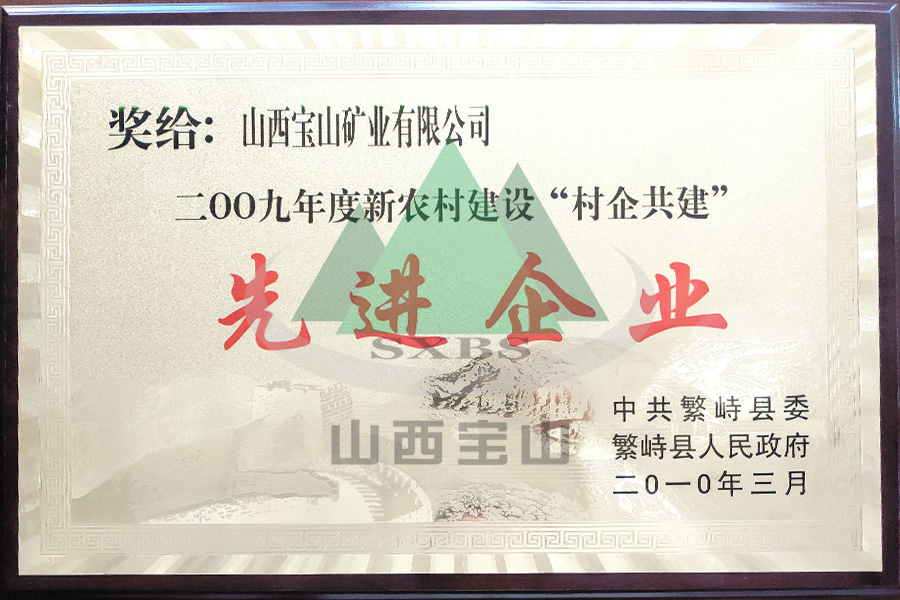 奖给：山西宝山矿业有限公司
二〇〇九年度新农村建设“村企共建”
先进企业
SXBS
山西宝山
中共繁峙县委
繁峙县人民政府
二0一0年三月